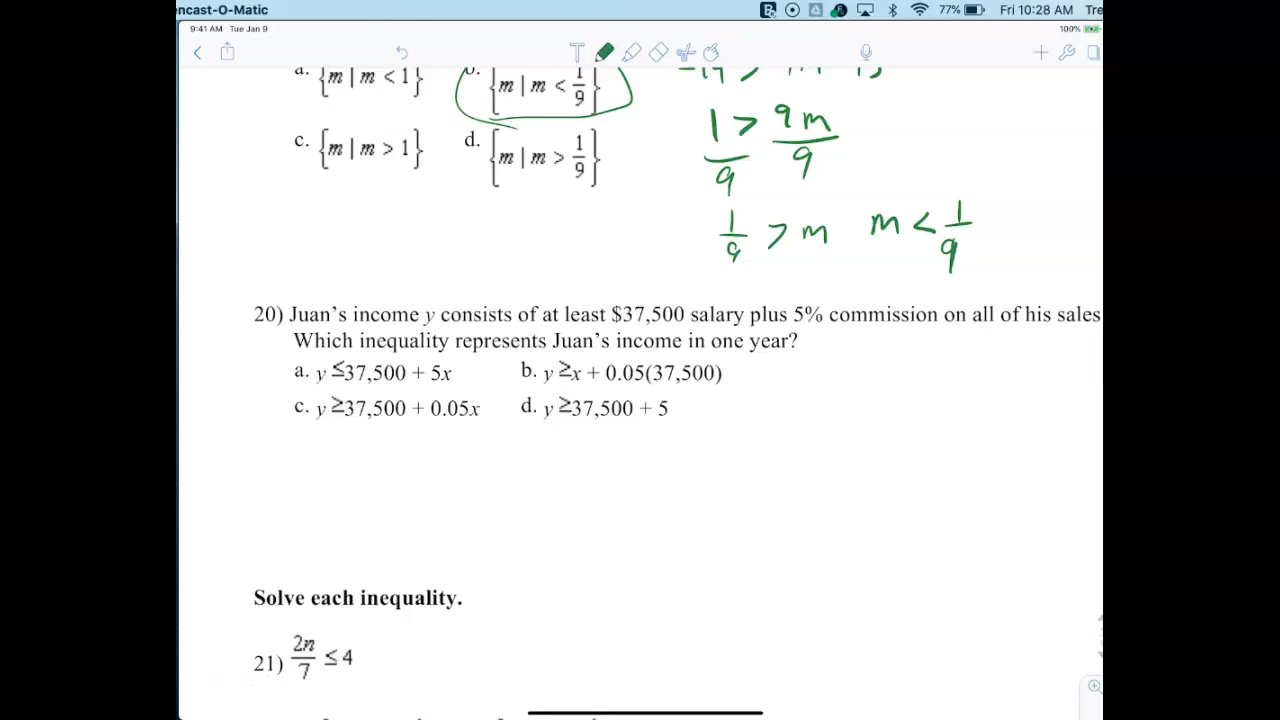 encast-O-Matic 77% Fri 10:28 AM Tre
9:41 AM Tue Jan 9 100%
a. {m | m < 1} b. {m | m < 1/9}
1 > 9m
9 9
c. {m | m > 1} d. {m | m > 1/9}
1/9 > m m < 1/9
20) Juan's income y consists of at least $37,500 salary plus 5% commission on all of his sales
Which inequality represents Juan's income in one year?
a. y ≤37,500 + 5x b. y ≥x + 0.05(37,500)
c. y ≥37,500 + 0.05x d. y ≥37,500 + 5
Solve each inequality.
21) 2n/7 ≤ 4